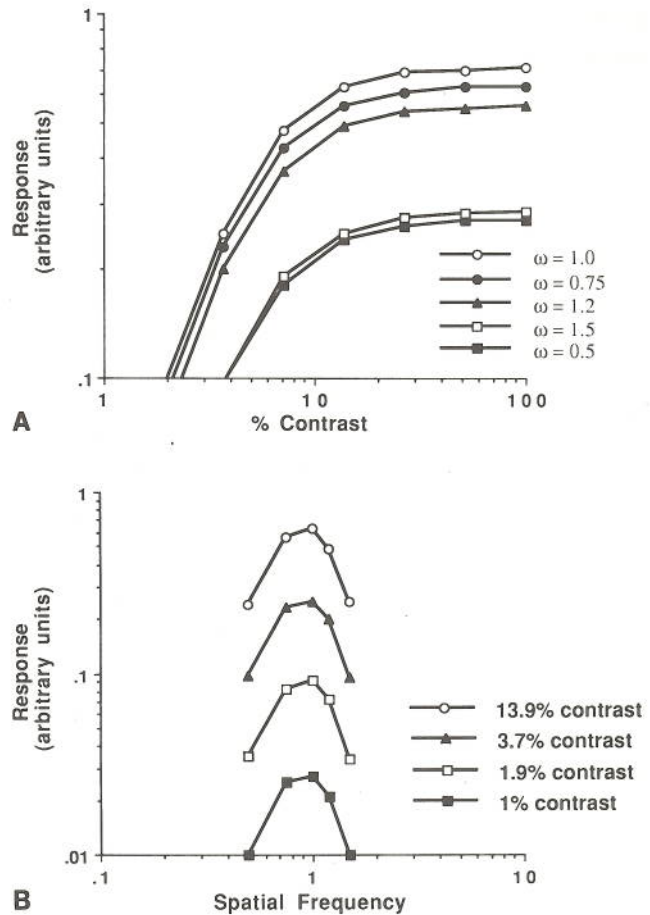 1
Response
(arbitrary units)
ω = 1.0
ω = 0.75
ω = 1.2
ω = 1.5
ω = 0.5
.1
1
10
100
A
% Contrast
1
Response
(arbitrary units)
.1
13.9% contrast
3.7% contrast
1.9% contrast
1% contrast
.01
.1
1
10
B
Spatial Frequency